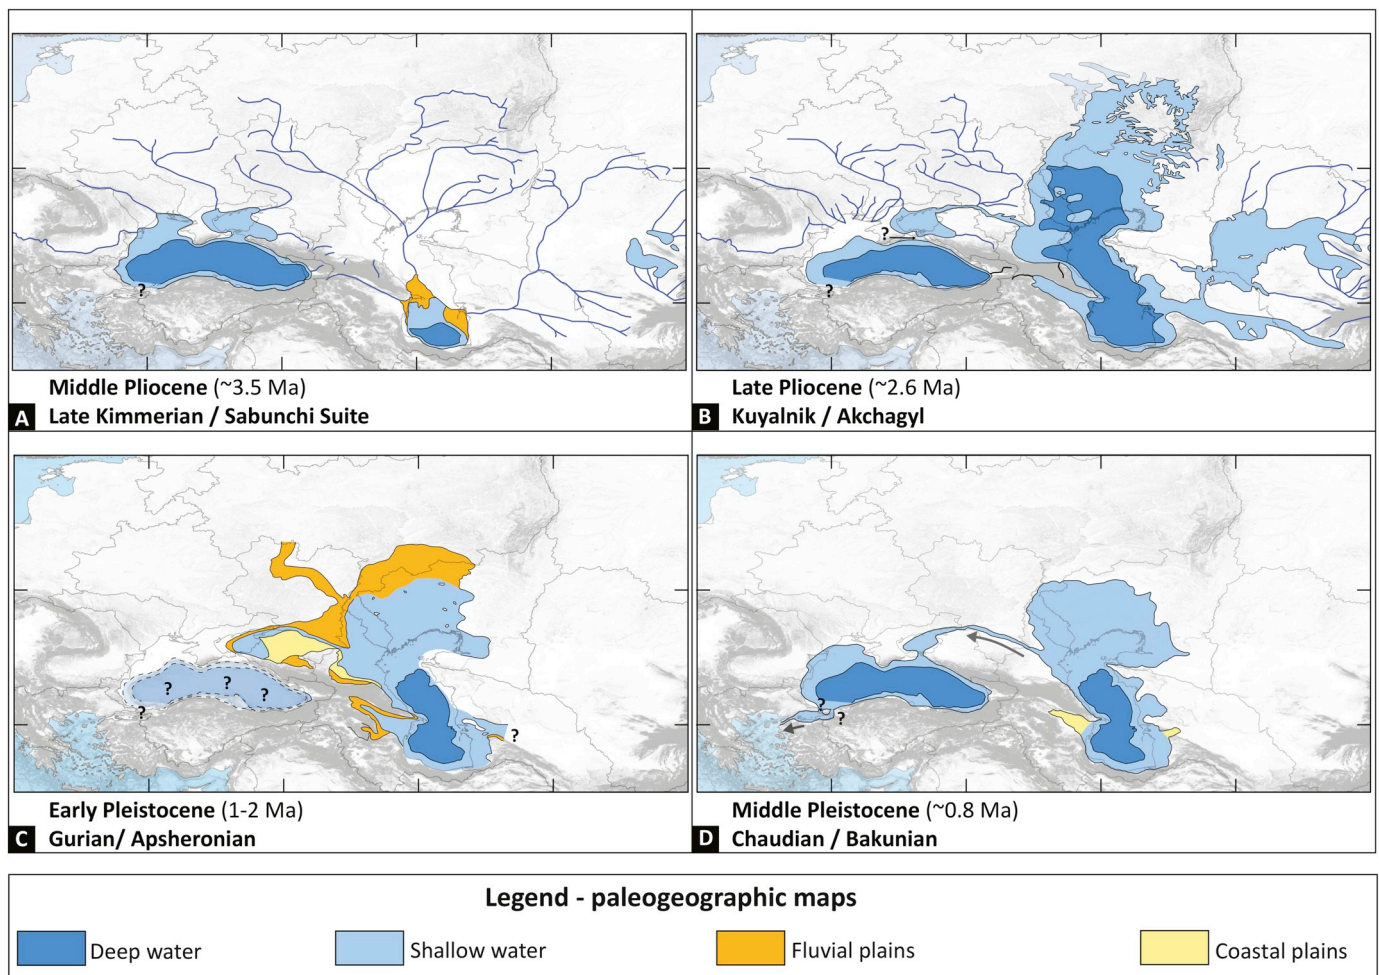 ?
Middle Pliocene (~3.5 Ma)
A Late Kimmerian / Sabunchi Suite
?
?
Late Pliocene (~2.6 Ma)
B Kuyalnik / Akchagyl
? ? ?
?
?
Early Pleistocene (1-2 Ma)
C Gurian/ Apsheronian
?
?
Middle Pleistocene (~0.8 Ma)
D Chaudian / Bakunian
Legend - paleogeographic maps
Deep water Shallow water Fluvial plains Coastal plains